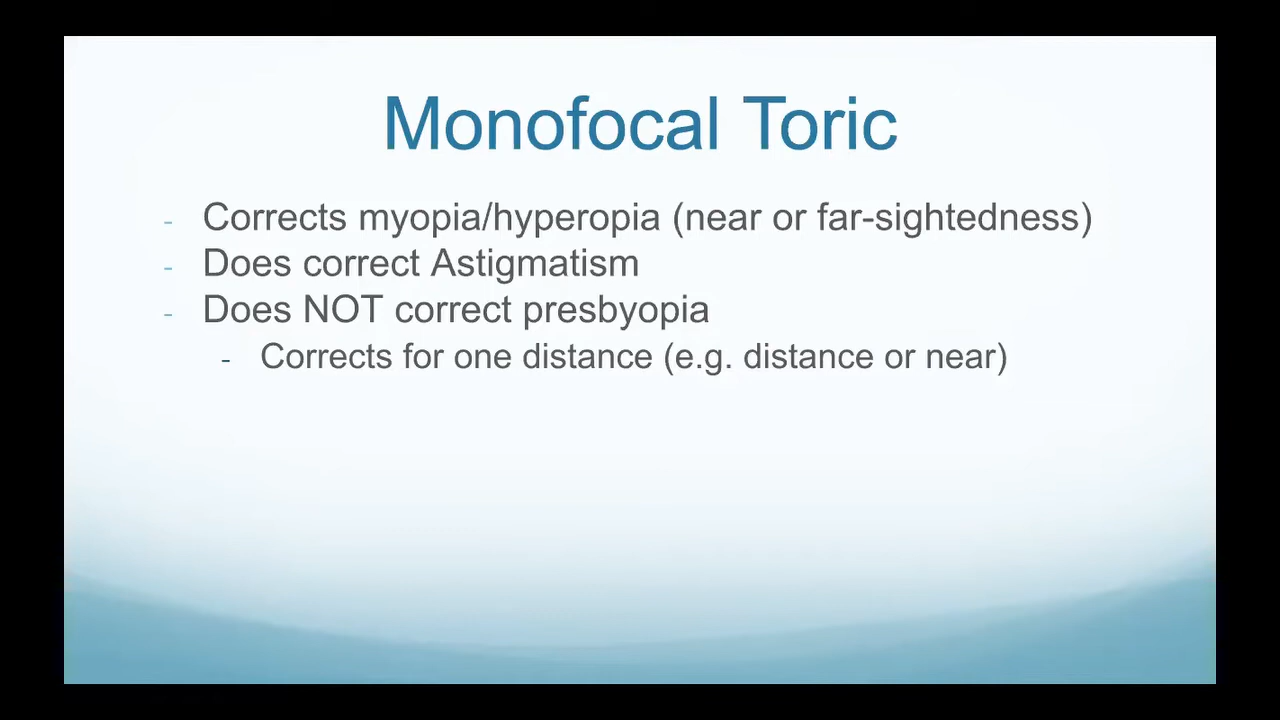 Monofocal Toric
- Corrects myopia/hyperopia (near or far-sightedness)
- Does correct Astigmatism
- Does NOT correct presbyopia
- Corrects for one distance (e.g. distance or near)